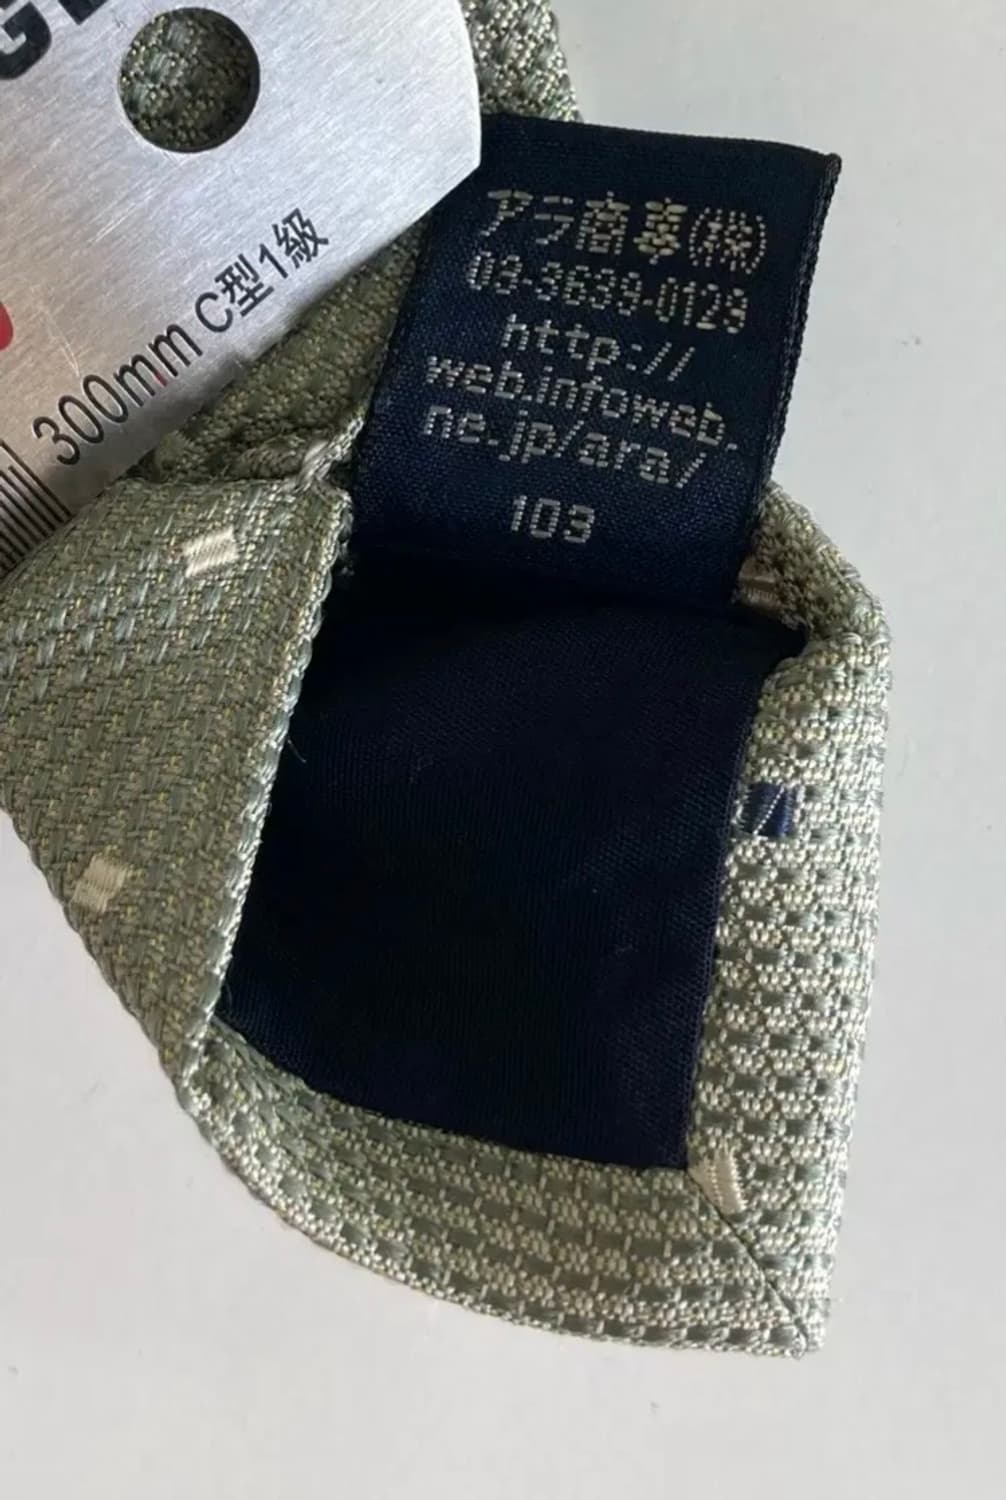 300mm C型1級
アラ商事(株)
03-3639-0129
http://
web.infoweb.
ne.jp/ara/
103